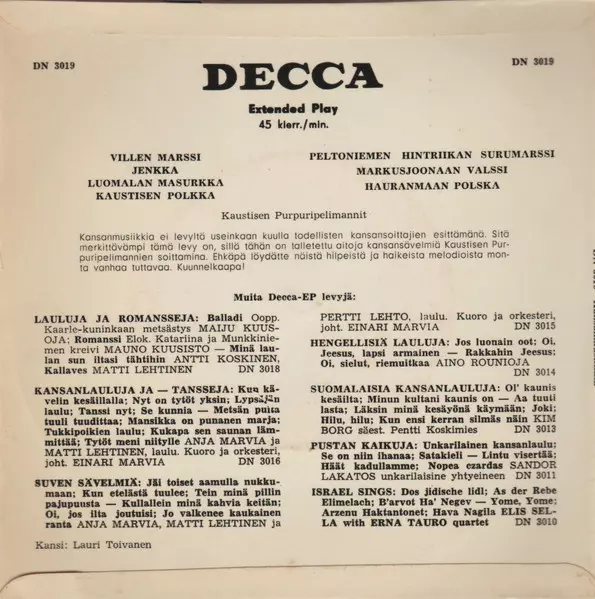 DN 3019
DN 3019
DECCA
Extended Play
45 kierr./min.
VILLEN MARSSI
JENKKA
LUOMALAN MASURKKA
KAUSTISEN POLKKA
PELTONIEMEN HINTRIIKAN SURUMARSSI
MARKUSJOONAAN VALSSI
HAURANMAAN POLSKA
Kaustisen Purpuripelimannit
Kansanmusiikkia ei levyltä useinkaan kuulla todellisten kansansoittajien esittämänä. Sitä
merkittävämpi tämä levy on, sillä tähän on talletettu aitoja kansansävelmiä Kaustisen Pur-
puripelimannien soittamina. Ehkäpä löydätte näistä hilpeistä ja haikeista melodioista mon-
ta vanhaa tuttavaa. Kuunnelkaapa!
Muita Decca-EP levyjä:
LAULUJA JA ROMANSSEJA: Balladi Oopp.
Kaarle-kuninkaan metsästys MAIJU KUUS-
OJA; Romanssi Elok. Katariina ja Munkkinie-
men kreivi MAUNO KUUSISTO — Minä lau-
lan sun iltasi tähtihin ANTTI KOSKINEN,
Kallaves MATTI LEHTINEN DN 3018
KANSANLAULUJA JA — TANSSEJA: Kun kä-
velin kesäillalla; Nyt on tytöt yksin; Lypsäjän
laulu; Tanssi nyt; Se kunnia — Metsän puita
tuuli tuudittaa; Mansikka on punanen marja;
Tukkipoikien laulu; Kukapa sen saunan läm-
mittää; Tytöt meni niitylle ANJA MARVIA ja
MATTI LEHTINEN, laulu. Kuoro ja orkesteri,
joht. EINARI MARVIA DN 3016
SUVEN SÄVELMIÄ: Jäi toiset aamulla nukku-
maan; Kun etelästä tuulee; Tein minä pillin
pajupuusta — Kullallein minä kahvia keitän;
Oi, jos ilta joutuisi; Jo valkenee kaukainen
ranta ANJA MARVIA, MATTI LEHTINEN ja
PERTTI LEHTO, laulu. Kuoro ja orkesteri,
joht. EINARI MARVIA DN 3015
HENGELLISIÄ LAULUJA: Jos luonain oot; Oi,
Jeesus, lapsi armainen — Rakkahin Jeesus;
Oi, sielut, riemuitkaa AINO ROUNIOJA
DN 3014
SUOMALAISIA KANSANLAULUJA: Ol' kaunis
kesäilta; Minun kultani kaunis on — Aa tuuti
lasta; Läksin minä kesäyönä käymään; Joki;
Hilu, hilu; Kun ensi kerran silmäs näin KIM
BORG säest. Pentti Koskimies DN 3013
PUSTAN KAIKUJA: Unkarilainen kansanlaulu;
Se on niin ihanaa; Satakieli — Lintu visertää;
Häät kadullamme; Nopea czardas SANDOR
LAKATOS unkarilaisine yhtyeineen DN 3011
ISRAEL SINGS: Dos jidische lidl; As der Rebe
Elimelach; B'arvot Ha' Negev — Yome, Yome;
Arzenu Haktantonet; Hava Nagila ELIS SEL-
LA with ERNA TAURO quartet DN 3010
Kansi: Lauri Toivanen